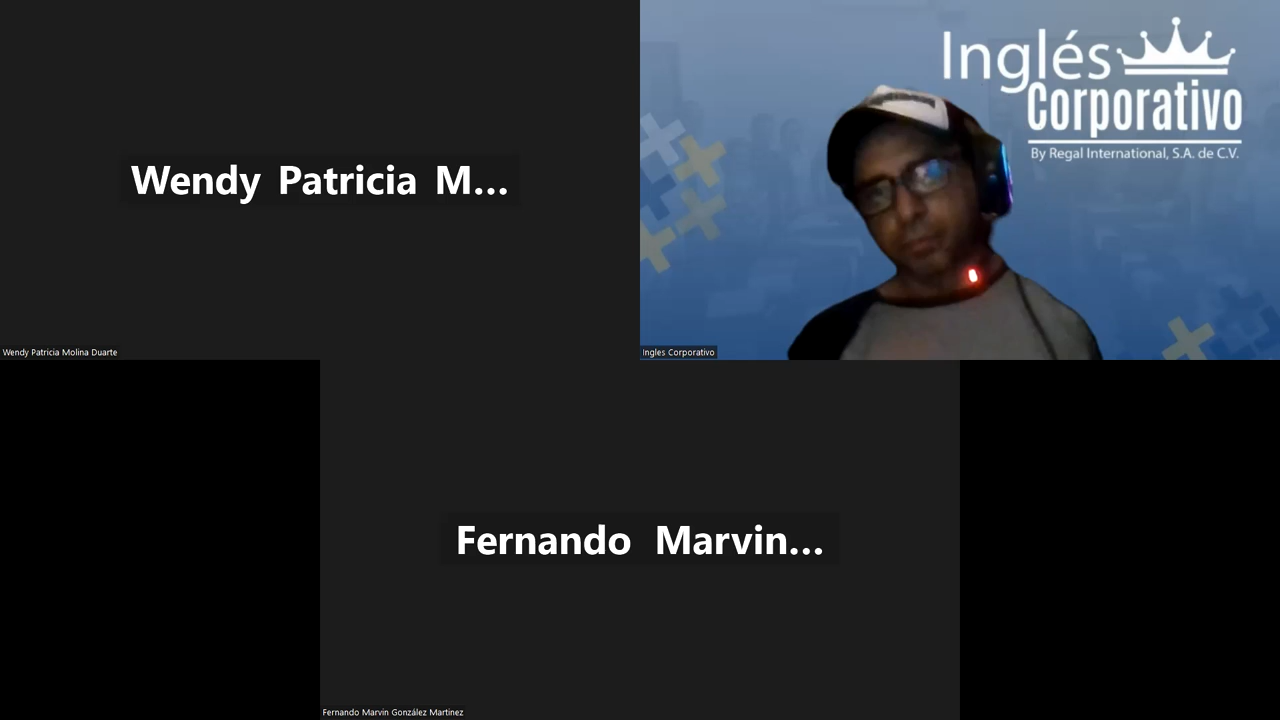 Wendy Patricia M...
Wendy Patricia Molina Duarte
Inglés
Corporativo
By Regal International, S.A. de C.V.
Ingles Corporativo
Fernando Marvin...
Fernando Marvin González Martinez